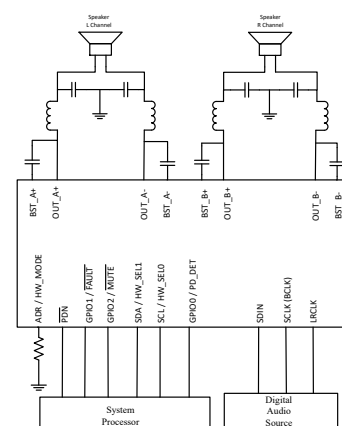 Speaker
L Channel
Speaker
R Channel
BST_A+
OUT_A+
OUT_A-
BST_A-
BST_B+
OUT_B+
OUT_B-
BST_B-
ADR / HW_MODE
PDN
GPIO1 / FAULT
GPIO2 / MUTE
SDA / HW_SEL1
SCL / HW_SEL0
GPIO0 / PD_DET
SDIN
SCLK (BCLK)
LRCLK
System
Processor
Digital
Audio
Source